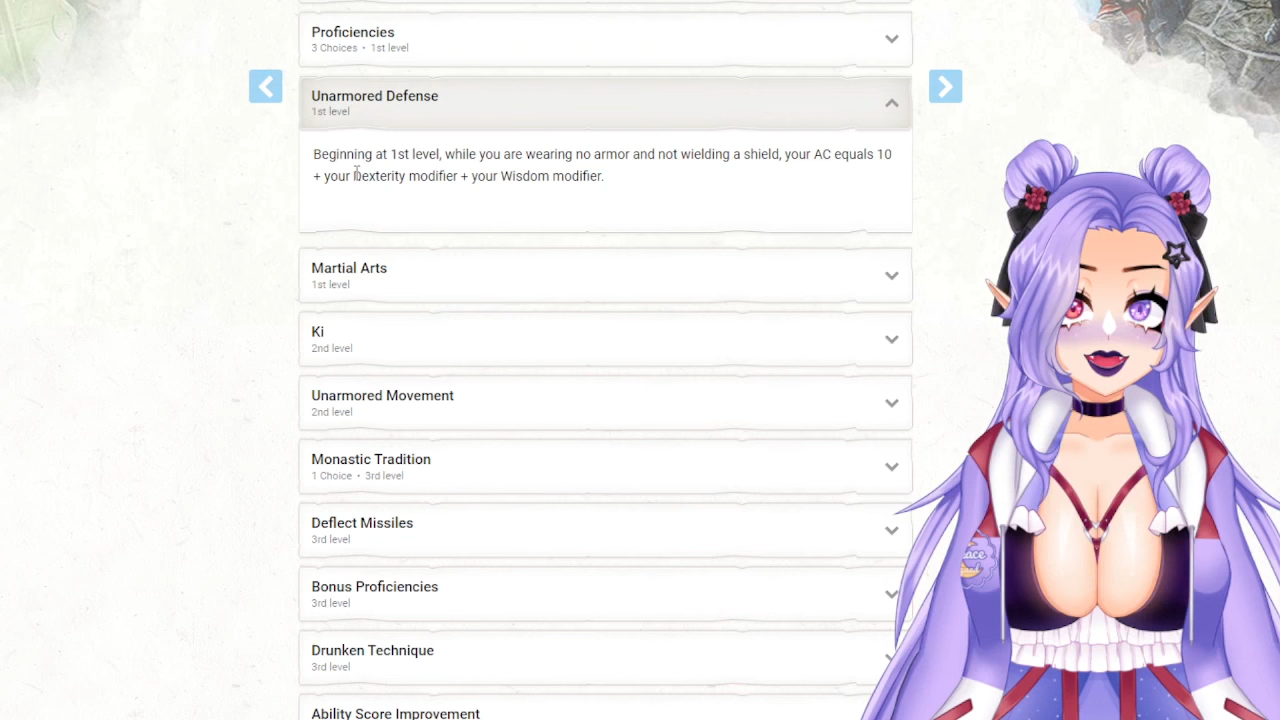 Proficiencies
3 Choices • 1st level
Unarmored Defense
1st level
Beginning at 1st level, while you are wearing no armor and not wielding a shield, your AC equals 10
+ your Dexterity modifier + your Wisdom modifier.
Martial Arts
1st level
Ki
2nd level
Unarmored Movement
2nd level
Monastic Tradition
1 Choice • 3rd level
Deflect Missiles
3rd level
Bonus Proficiencies
3rd level
Drunken Technique
3rd level
Ability Score Improvement